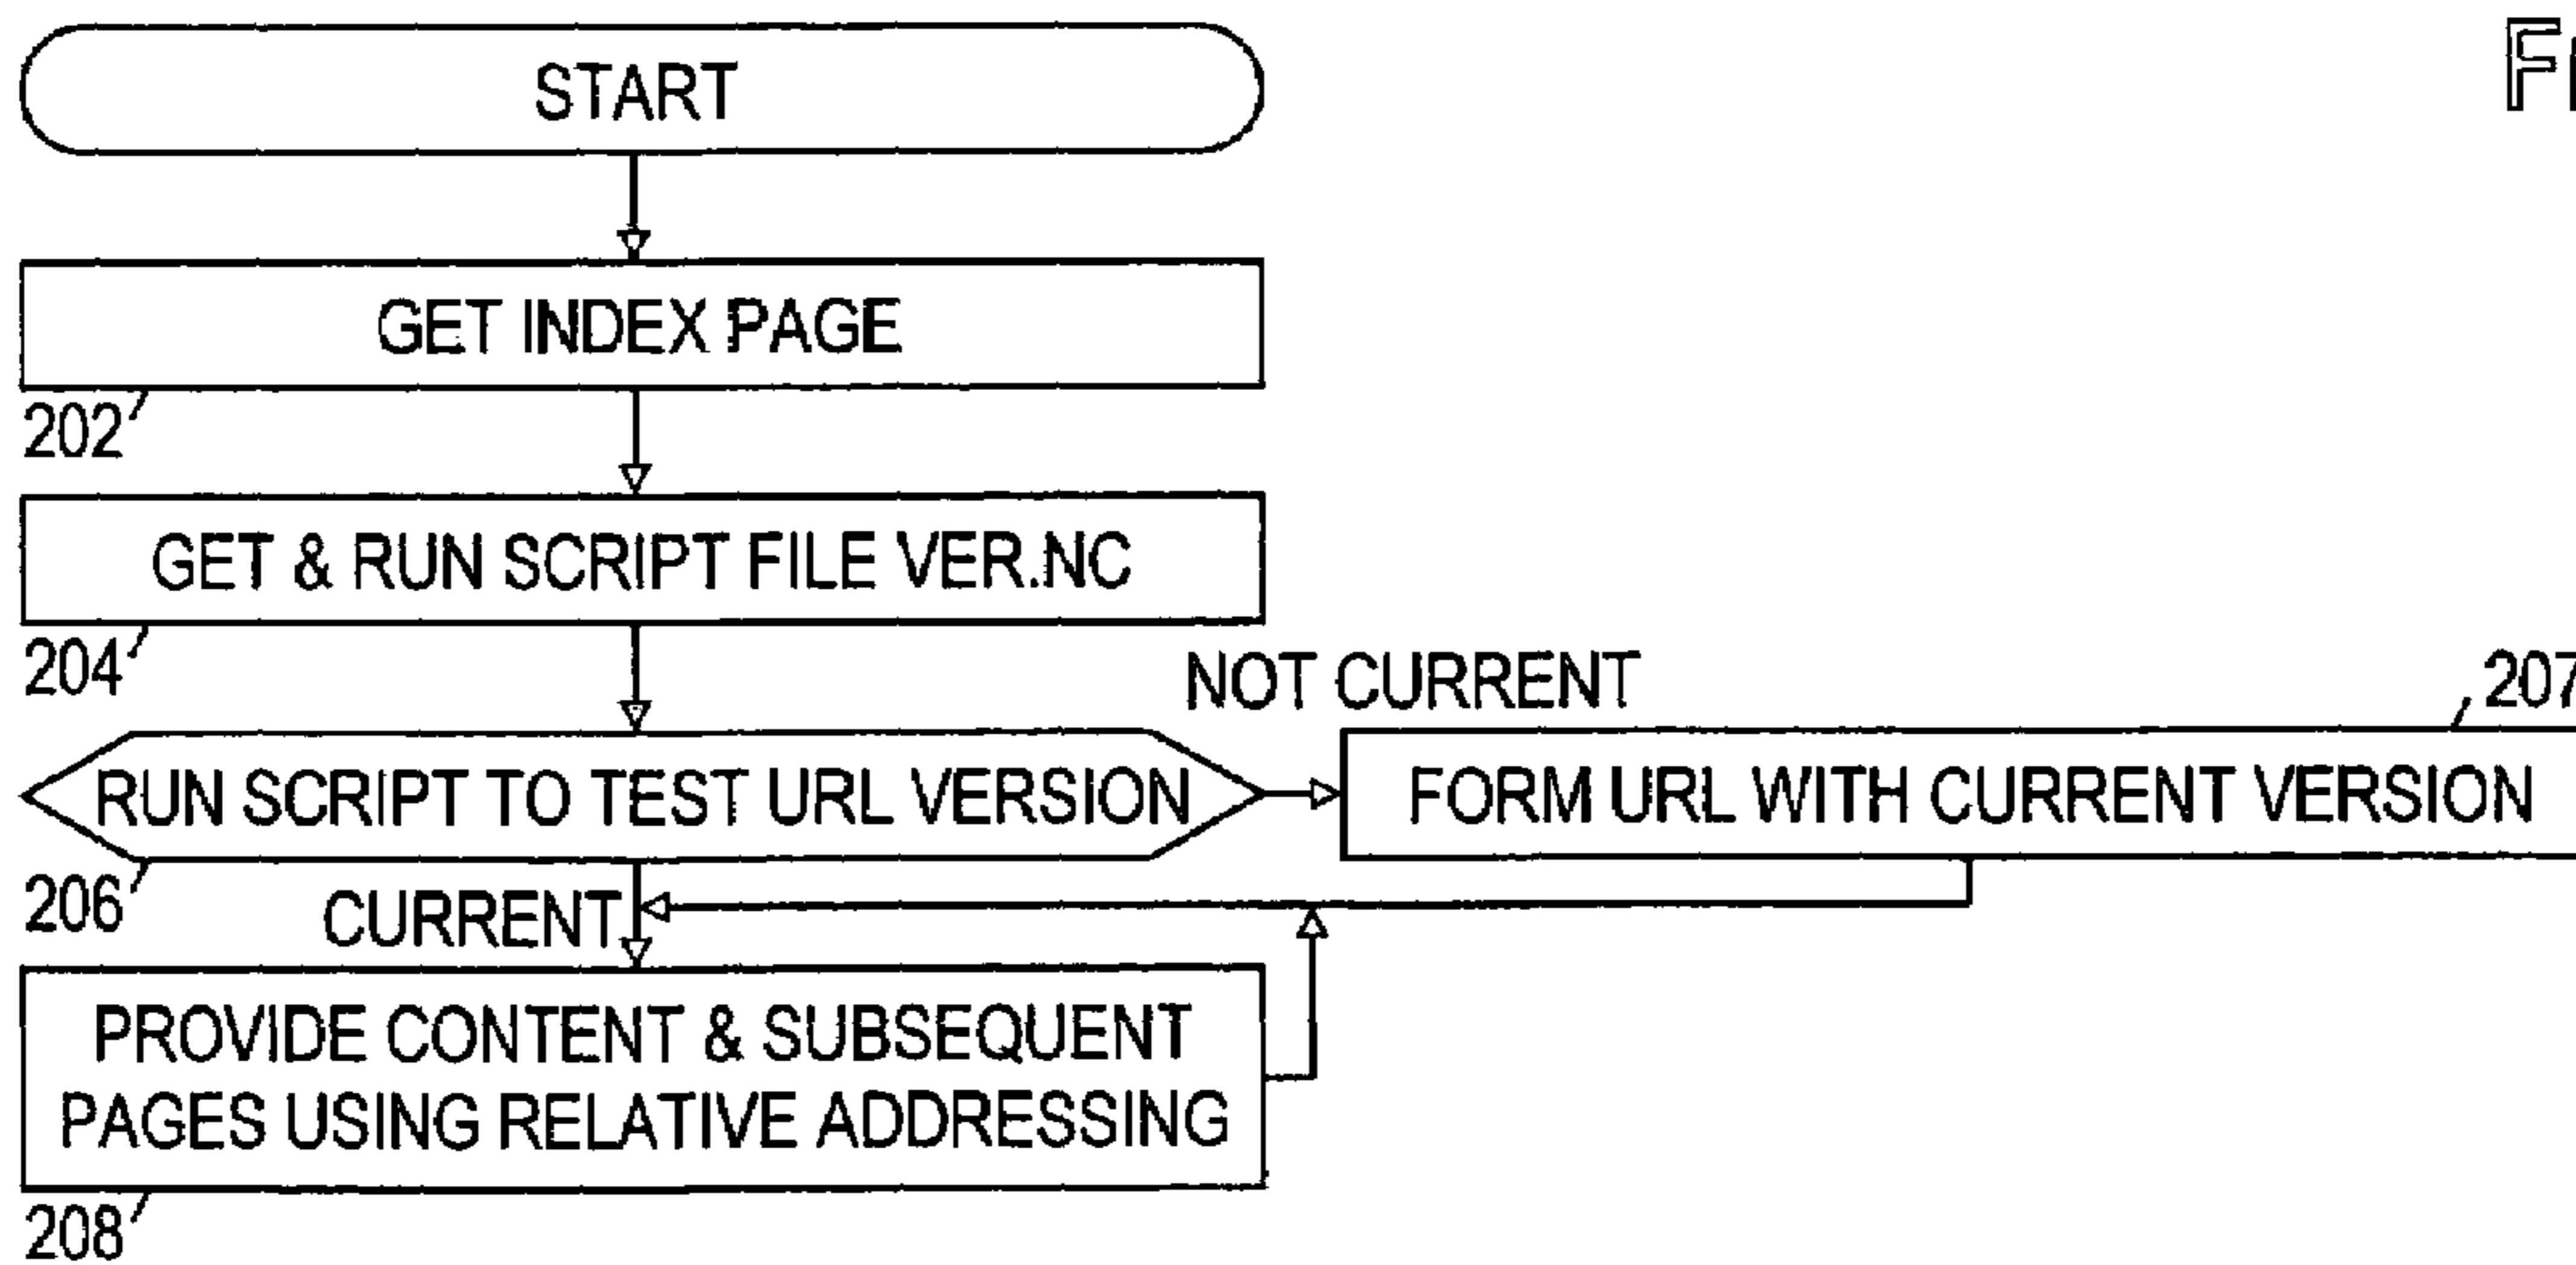 START
GET INDEX PAGE
202
GET & RUN SCRIPT FILE VER.NC
204
NOT CURRENT
207
RUN SCRIPT TO TEST URL VERSION
FORM URL WITH CURRENT VERSION
206
CURRENT
PROVIDE CONTENT & SUBSEQUENT
PAGES USING RELATIVE ADDRESSING
208